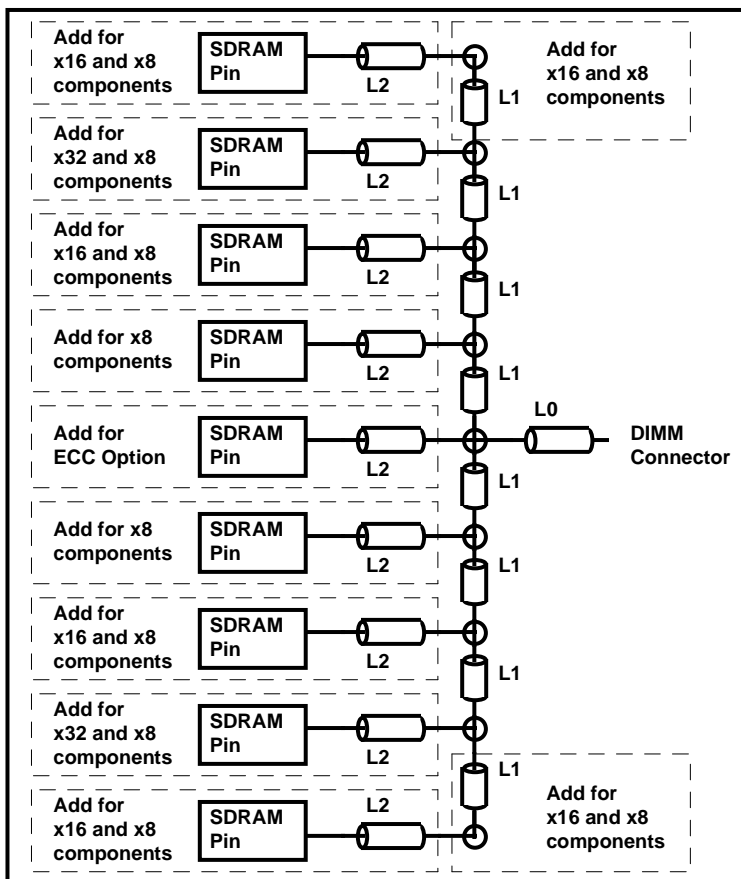 Add for
x16 and x8
components
SDRAM
Pin
L2
L1
Add for
x16 and x8
components
Add for
x32 and x8
components
SDRAM
Pin
L2
L1
Add for
x16 and x8
components
SDRAM
Pin
L2
L1
Add for x8
components
SDRAM
Pin
L2
L1
Add for
ECC Option
SDRAM
Pin
L2
L0
DIMM
Connector
L1
Add for x8
components
SDRAM
Pin
L2
L1
Add for
x16 and x8
components
SDRAM
Pin
L2
L1
Add for
x32 and x8
components
SDRAM
Pin
L2
L1
Add for
x16 and x8
components
Add for
x16 and x8
components
SDRAM
Pin
L2